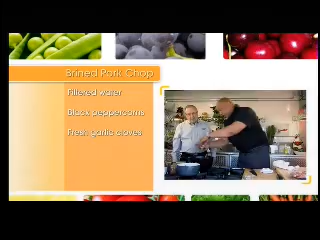 Brined Pork Chop
Filtered water
Black peppercorns
Fresh garlic cloves